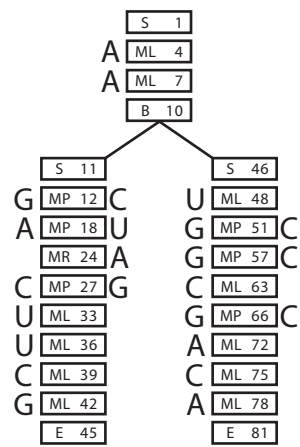 S 1
A ML 4
A ML 7
B 10
S 11
G MP 12 C
A MP 18 U
MR 24 A
C MP 27 G
U ML 33
U ML 36
C ML 39
G ML 42
E 45
S 46
U ML 48
G MP 51 C
G MP 57 C
C ML 63
G MP 66 C
A ML 72
C ML 75
A ML 78
E 81